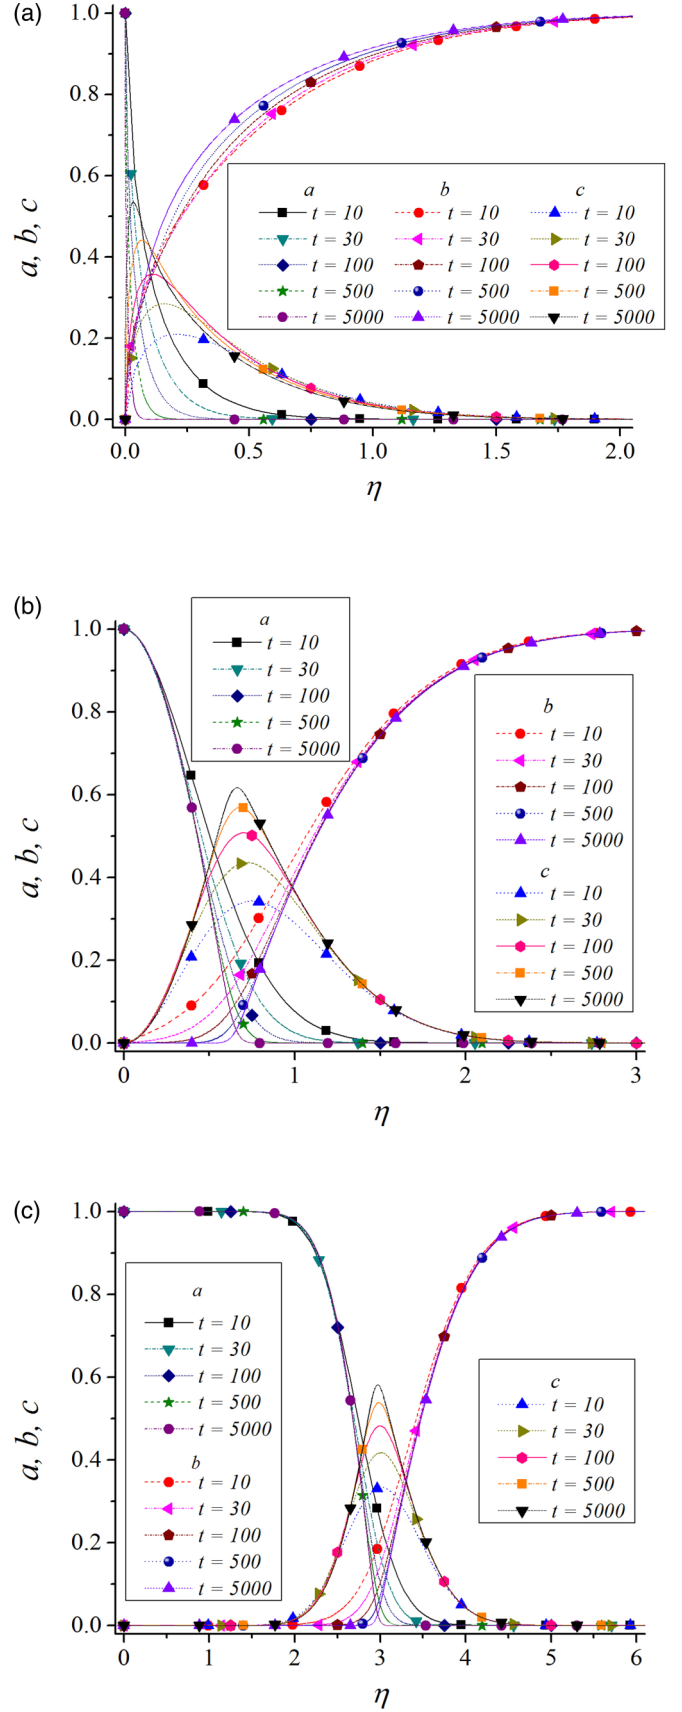 (a)
1.0
0.8
0.6
0.4
0.2
0.0
a, b, c
a b c
t = 10 t = 10 t = 10
t = 30 t = 30 t = 30
t = 100 t = 100 t = 100
t = 500 t = 500 t = 500
t = 5000 t = 5000 t = 5000
0.0 0.5 1.0 1.5 2.0
η
(b)
1.0
0.8
0.6
0.4
0.2
0.0
a, b, c
a
t = 10
t = 30
t = 100
t = 500
t = 5000
b
t = 10
t = 30
t = 100
t = 500
t = 5000
c
t = 10
t = 30
t = 100
t = 500
t = 5000
0 1 2 3
η
(c)
1.0
0.8
0.6
0.4
0.2
0.0
a, b, c
a
t = 10
t = 30
t = 100
t = 500
t = 5000
b
t = 10
t = 30
t = 100
t = 500
t = 5000
c
t = 10
t = 30
t = 100
t = 500
t = 5000
0 1 2 3 4 5 6
η